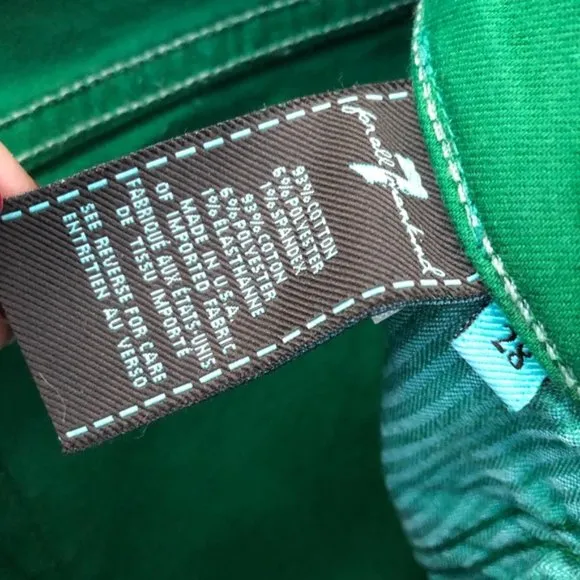 7
for all mankind
93% COTTON
6% POLYESTER
1% SPANDEX
93% COTON
6% POLYESTER
1% ELASTHANNE
MADE IN U.S.A.
OF IMPORTED FABRIC
FABRIQUÉ AUX ÉTATS-UNIS
DE TISSU IMPORTÉ
SEE REVERSE FOR CARE
ENTRETIEN AU VERSO
28